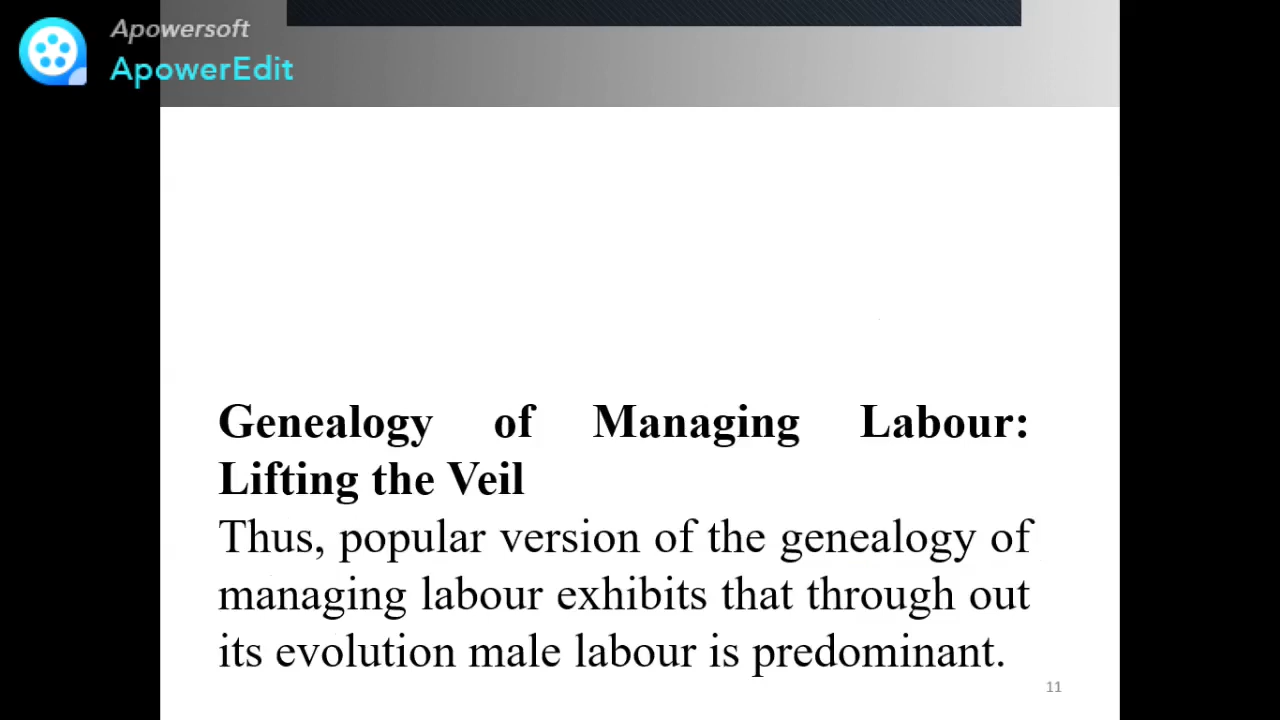 Apowersoft
ApowerEdit
Genealogy of Managing Labour:
Lifting the Veil
Thus, popular version of the genealogy of
managing labour exhibits that through out
its evolution male labour is predominant.
11